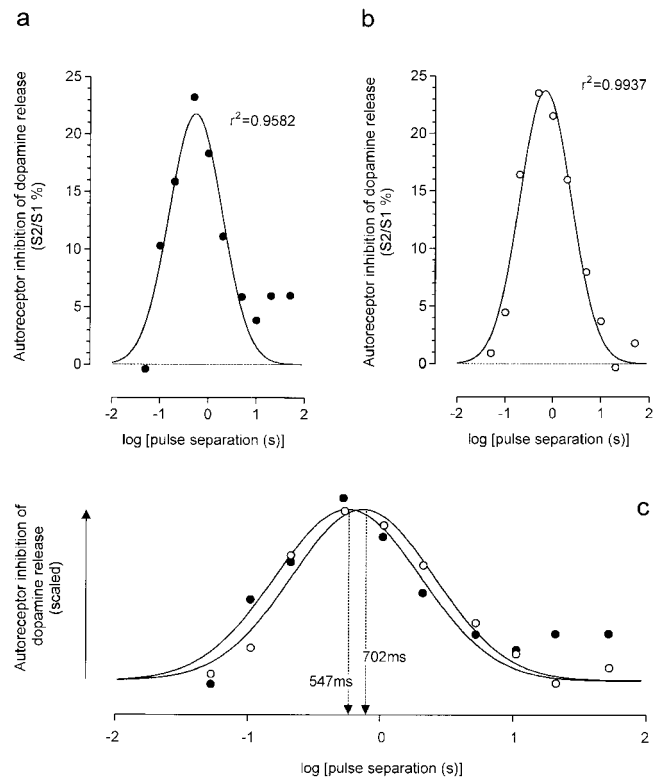 a
Autoreceptor inhibition of dopamine release
(S2/S1 %)
25
20
15
10
5
0
r²=0.9582
-2
-1
0
1
2
log [pulse separation (s)]
b
Autoreceptor inhibition of dopamine release
(S2/S1 %)
25
20
15
10
5
0
r²=0.9937
-2
-1
0
1
2
log [pulse separation (s)]
c
Autoreceptor inhibition of
dopamine release
(scaled)
702ms
547ms
-2
-1
0
1
2
log [pulse separation (s)]